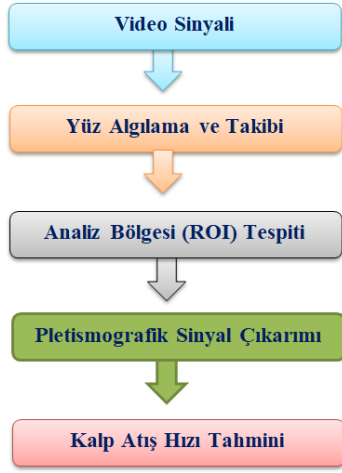 Video Sinyali
Yüz Algılama ve Takibi
Analiz Bölgesi (ROI) Tespiti
Pletismografik Sinyal Çıkarımı
Kalp Atış Hızı Tahmini